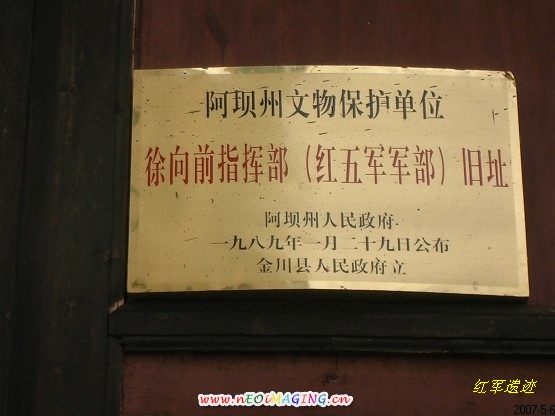 阿坝州文物保护单位
徐向前指挥部（红五军军部）旧址
阿坝州人民政府
一九八九年一月二十九日公布
金川县人民政府立
红军遗迹
www.nEOiMAGING.cn
2007.5.6